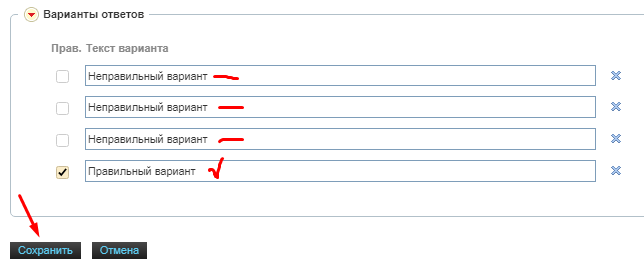 Варианты ответов
Прав. Текст варианта
Неправильный вариант
Неправильный вариант
Неправильный вариант
Правильный вариант
Сохранить Отмена